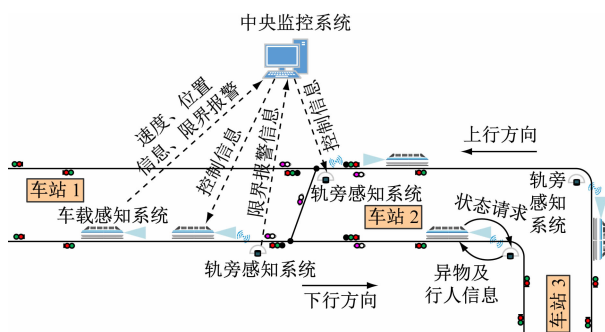 中央监控系统
速度、位置
信息、限界报警
控制信息
限界报警信息
控制信息
上行方向
车站1
车载感知系统
轨旁感知系统
车站2
状态请求
轨旁
感知
系统
轨旁感知系统
下行方向
异物及
行人信息
车站3